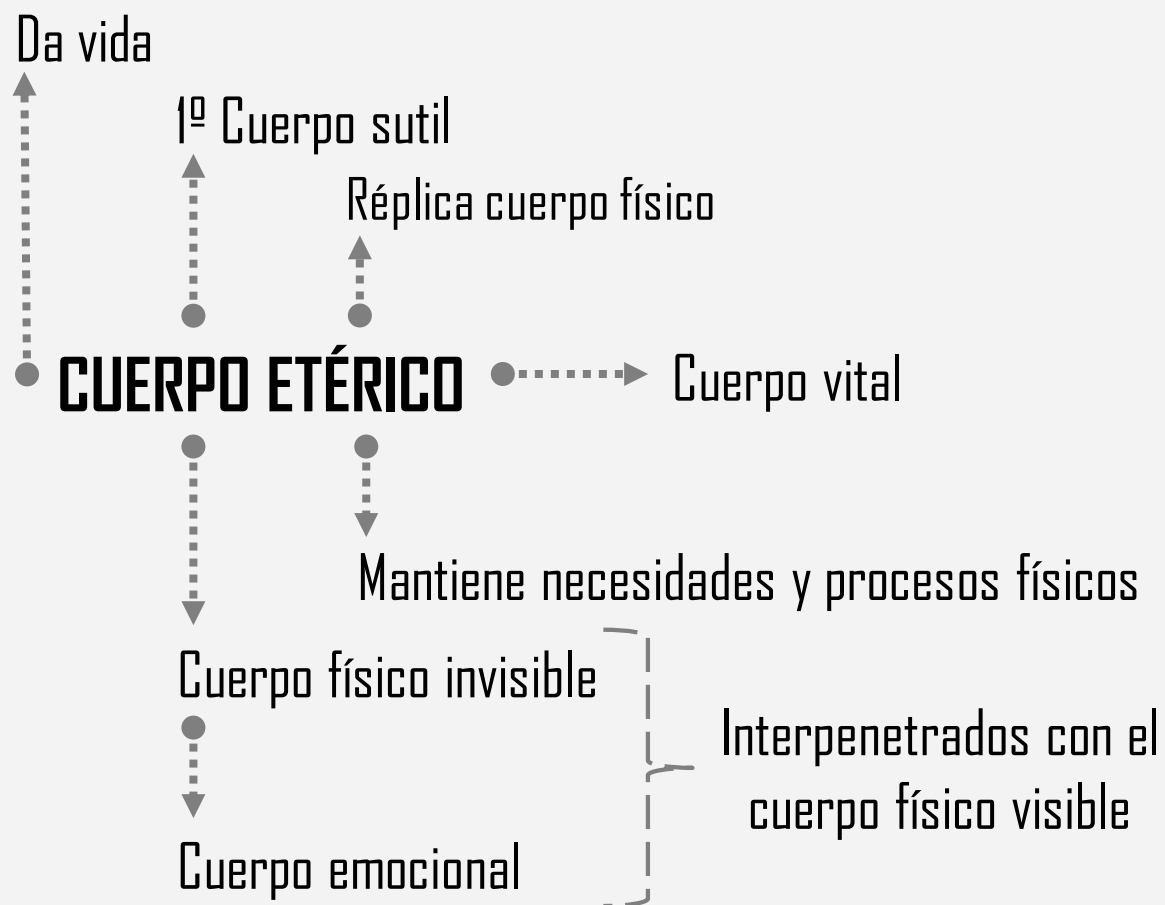 Da vida
1º Cuerpo sutil
Réplica cuerpo físico
CUERPO ETÉRICO
Cuerpo vital
Mantiene necesidades y procesos físicos
Cuerpo físico invisible
Interpenetrados con el
cuerpo físico visible
Cuerpo emocional